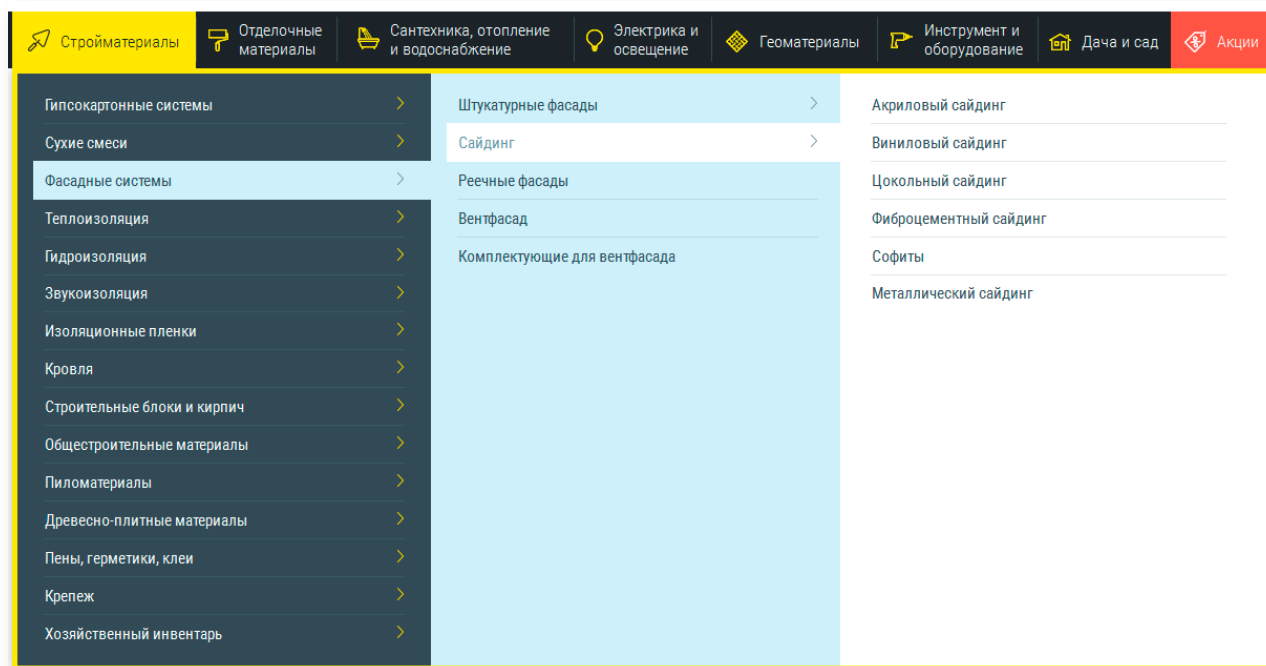 Стройматериалы
Отделочные
материалы
Сантехника, отопление
и водоснабжение
Электрика и
освещение
Геоматериалы
Инструмент и
оборудование
Дача и сад
Акции
Гипсокартонные системы
Сухие смеси
Фасадные системы
Теплоизоляция
Гидроизоляция
Звукоизоляция
Изоляционные пленки
Кровля
Строительные блоки и кирпич
Общестроительные материалы
Пиломатериалы
Древесно-плитные материалы
Пены, герметики, клеи
Крепеж
Хозяйственный инвентарь
Штукатурные фасады
Сайдинг
Реечные фасады
Вентфасад
Комплектующие для вентфасада
Акриловый сайдинг
Виниловый сайдинг
Цокольный сайдинг
Фиброцементный сайдинг
Софиты
Металлический сайдинг